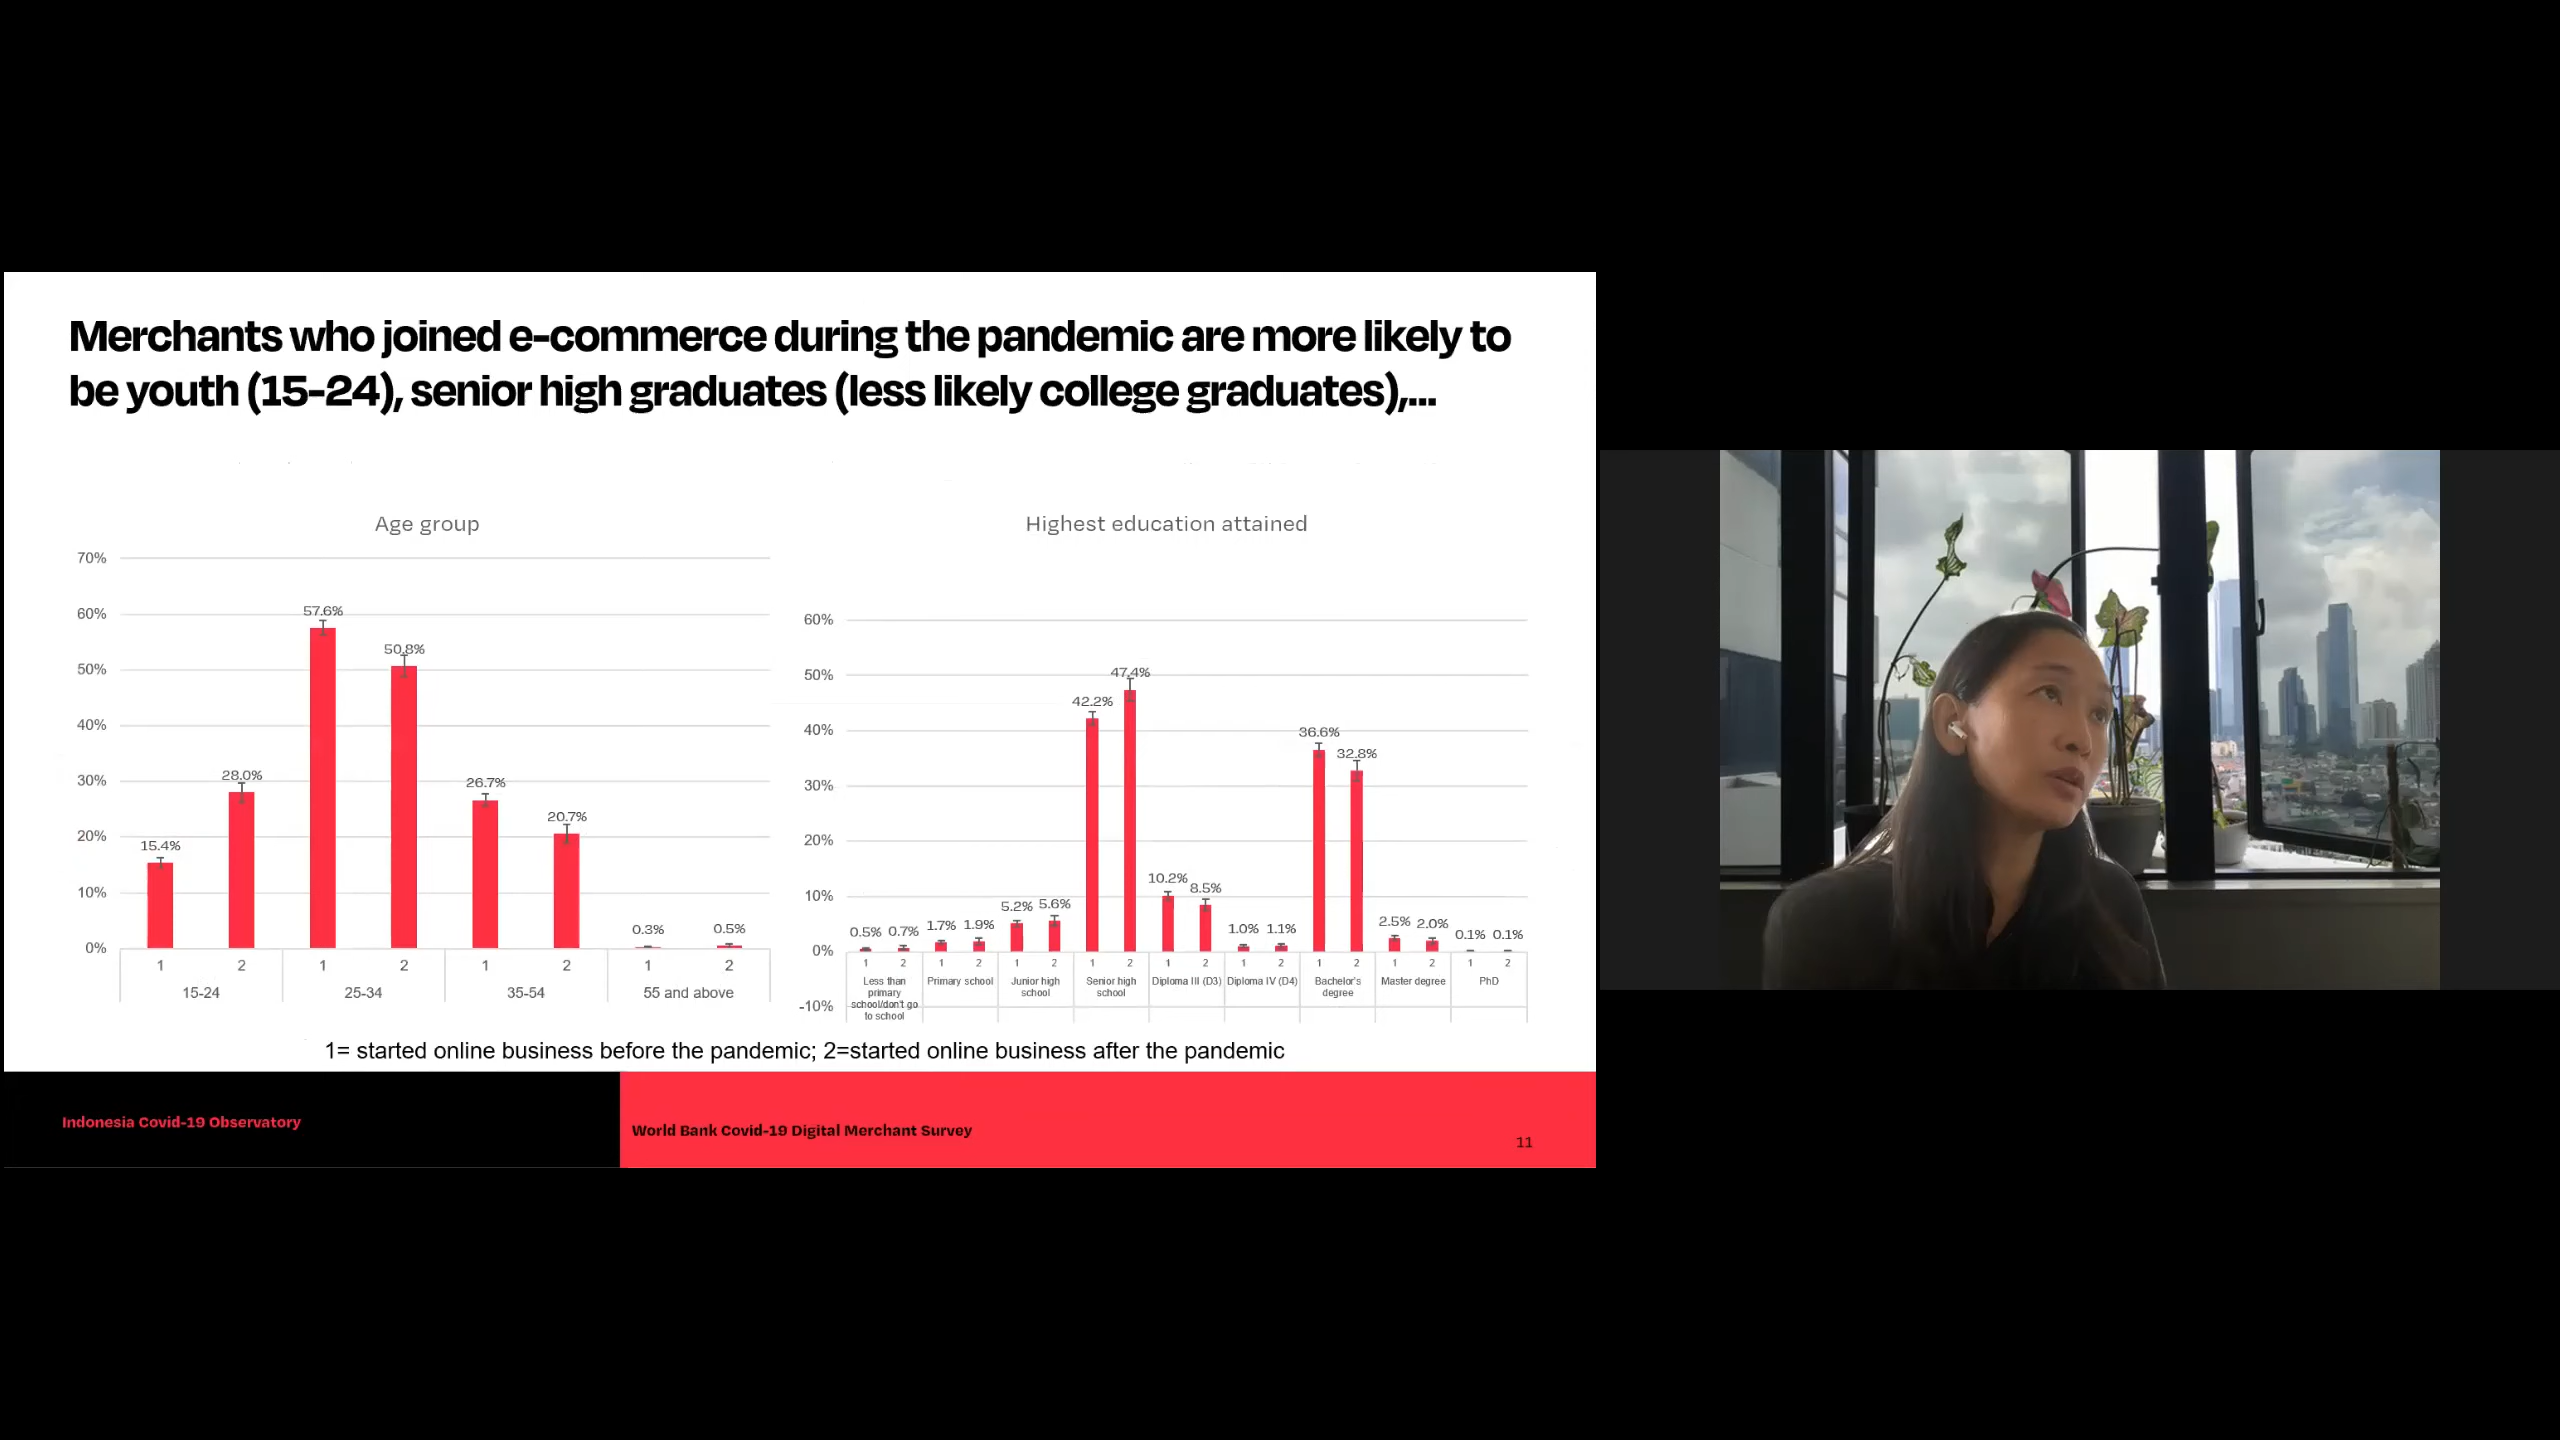 Merchants who joined e-commerce during the pandemic are more likely to
be youth (15-24), senior high graduates (less likely college graduates),...
Age group
70%
60%
50%
40%
30%
20%
10%
0%
15.4%
28.0%
57.6%
50.8%
26.7%
20.7%
0.3%
0.5%
1 2 1 2 1 2 1 2
15-24 25-34 35-54 55 and above
Highest education attained
60%
50%
40%
30%
20%
10%
0%
-10%
0.5% 0.7% 1.7% 1.9% 5.2% 5.6% 42.2% 47.4% 10.2% 8.5% 1.0% 1.1% 36.6% 32.8% 2.5% 2.0% 0.1% 0.1%
1 2 1 2 1 2 1 2 1 2 1 2 1 2 1 2 1 2
Less than
primary
school/don't go
to school
Primary school
Junior high
school
Senior high
school
Diploma III (D3)
Diploma IV (D4)
Bachelor's
degree
Master degree
PhD
1= started online business before the pandemic; 2=started online business after the pandemic
Indonesia Covid-19 Observatory
World Bank Covid-19 Digital Merchant Survey
11